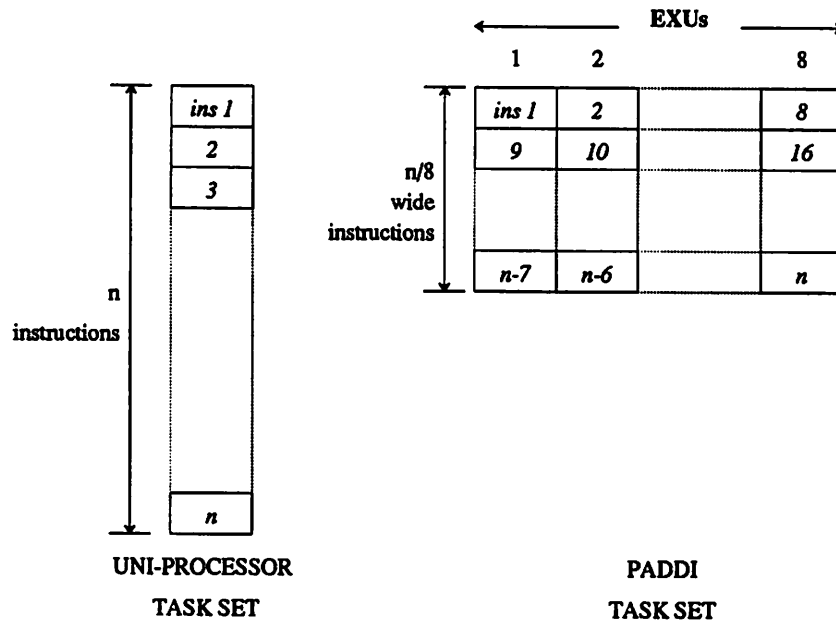 EXUs
1 2 8
ins 1 2 8
9 10 16
n/8
wide
instructions
n-7 n-6 n
ins 1
2
3
n
instructions
n
UNI-PROCESSOR
TASK SET
PADDI
TASK SET